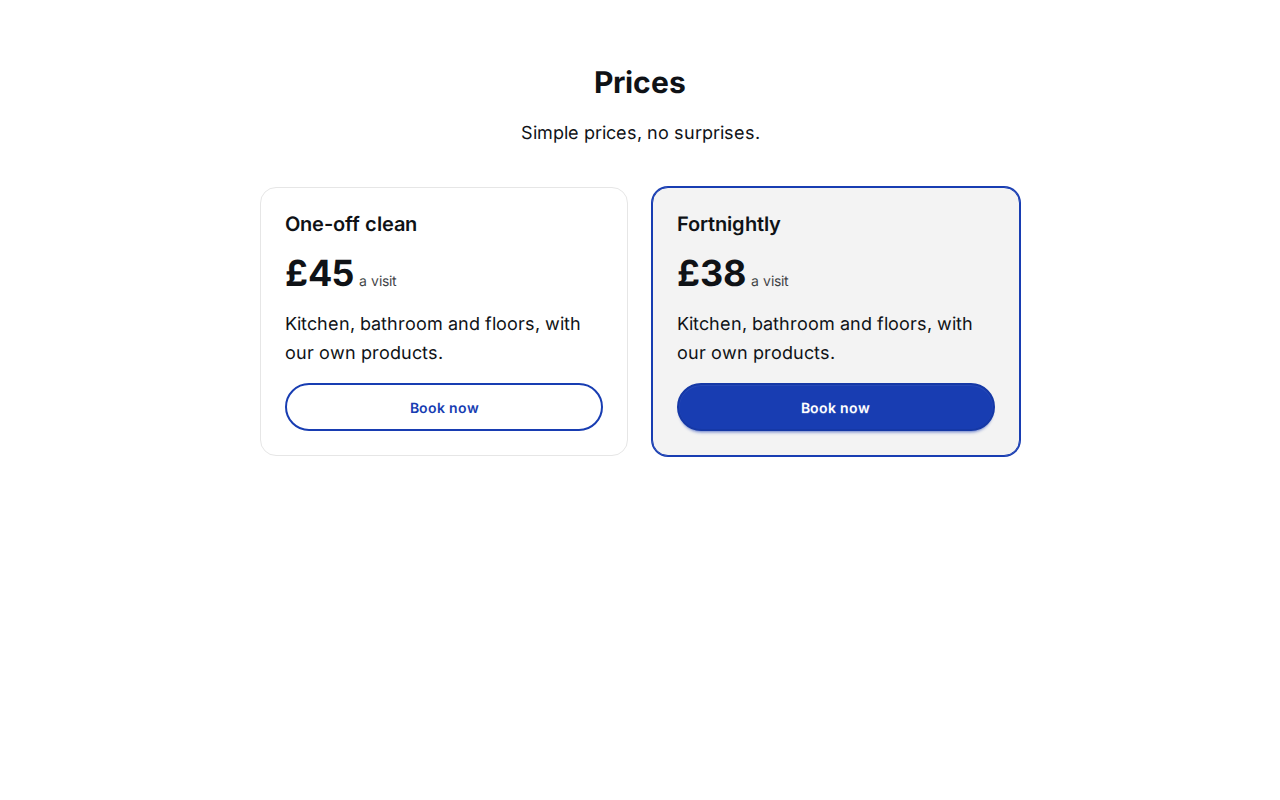 Prices
Simple prices, no surprises.
One-off clean
£45 a visit
Kitchen, bathroom and floors, with
our own products.
Book now
Fortnightly
£38 a visit
Kitchen, bathroom and floors, with
our own products.
Book now